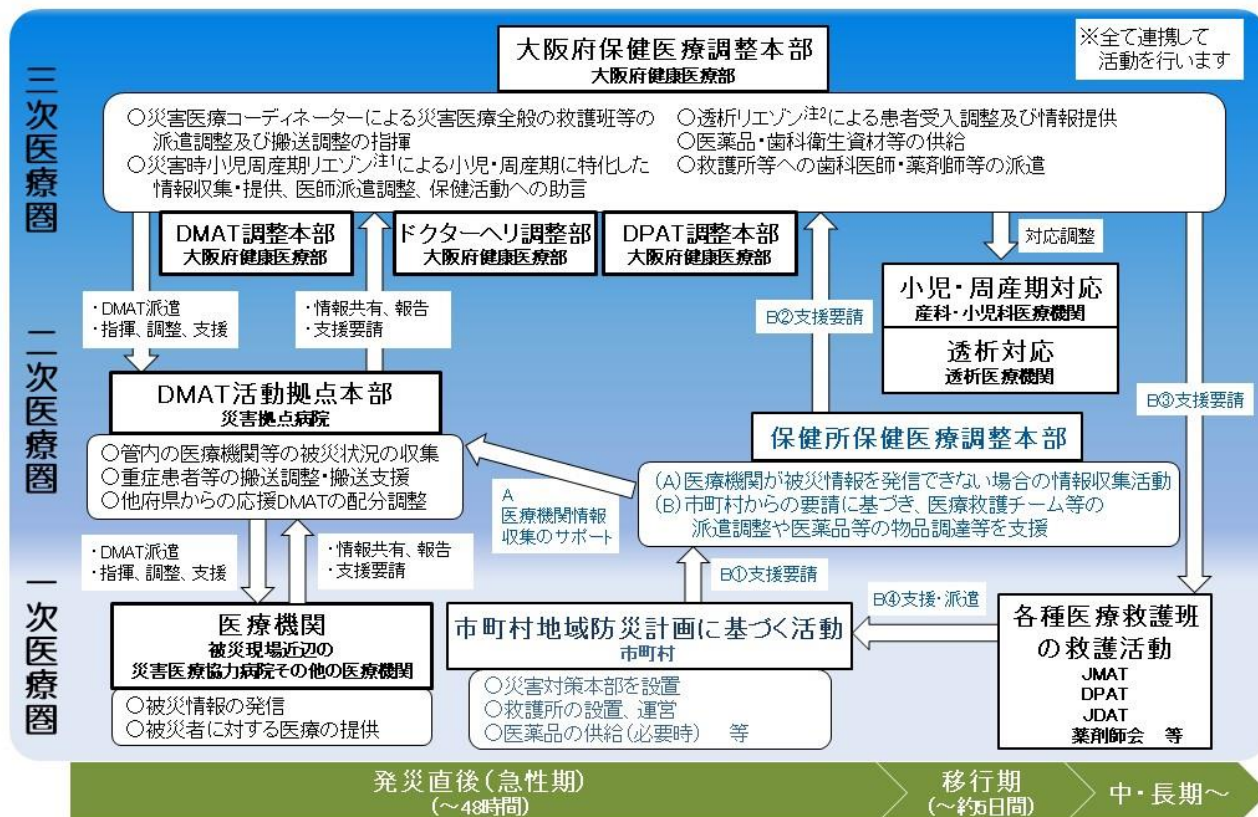 三次医療圏
二次医療圏
一次医療圏
大阪府保健医療調整本部
大阪府健康医療部
※全て連携して
活動を行います
○災害医療コーディネーターによる災害医療全般の救護班等の
派遣調整及び搬送調整の指揮
○災害時小児周産期リエゾン注1による小児・周産期に特化した
情報収集・提供、医師派遣調整、保健活動への助言
○透析リエゾン注2による患者受入調整及び情報提供
○医薬品・歯科衛生資材等の供給
○救護所等への歯科医師・薬剤師等の派遣
DMAT調整本部
大阪府健康医療部
ドクターヘリ調整部
大阪府健康医療部
DPAT調整本部
大阪府健康医療部
対応調整
・DMAT派遣
・指揮、調整、支援
・情報共有、報告
・支援要請
B②支援要請
小児・周産期対応
産科・小児科医療機関
透析対応
透析医療機関
B③支援要請
DMAT活動拠点本部
災害拠点病院
○管内の医療機関等の被災状況の収集
○重症患者等の搬送調整・搬送支援
○他府県からの応援DMATの配分調整
保健所保健医療調整本部
(A)医療機関が被災情報を発信できない場合の情報収集活動
(B)市町村からの要請に基づき、医療救護チーム等の
派遣調整や医薬品等の物品調達等を支援
A
医療機関情報
収集のサポート
・DMAT派遣
・指揮、調整、支援
・情報共有、報告
・支援要請
B①支援要請
B④支援・派遣
医療機関
被災現場近辺の
災害医療協力病院その他の医療機関
○被災情報の発信
○被災者に対する医療の提供
市町村地域防災計画に基づく活動
市町村
○災害対策本部を設置
○救護所の設置、運営
○医薬品の供給(必要時) 等
各種医療救護班
の救護活動
JMAT
DPAT
JDAT
薬剤師会 等
発災直後(急性期)
(～48時間)
移行期
(～約5日間)
中・長期～